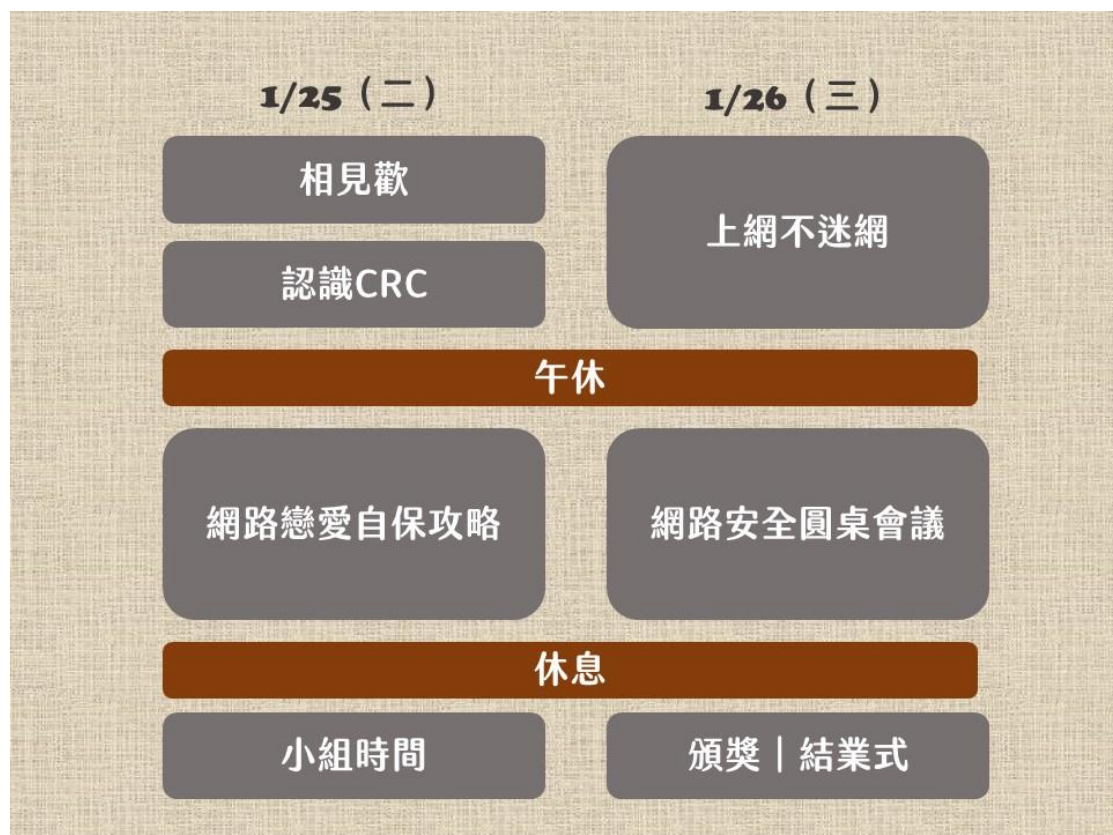 1/25（二）
相見歡
認識CRC
1/26（三）
上網不迷網
午休
網路戀愛自保攻略
網路安全圓桌會議
休息
小組時間
頒獎｜結業式